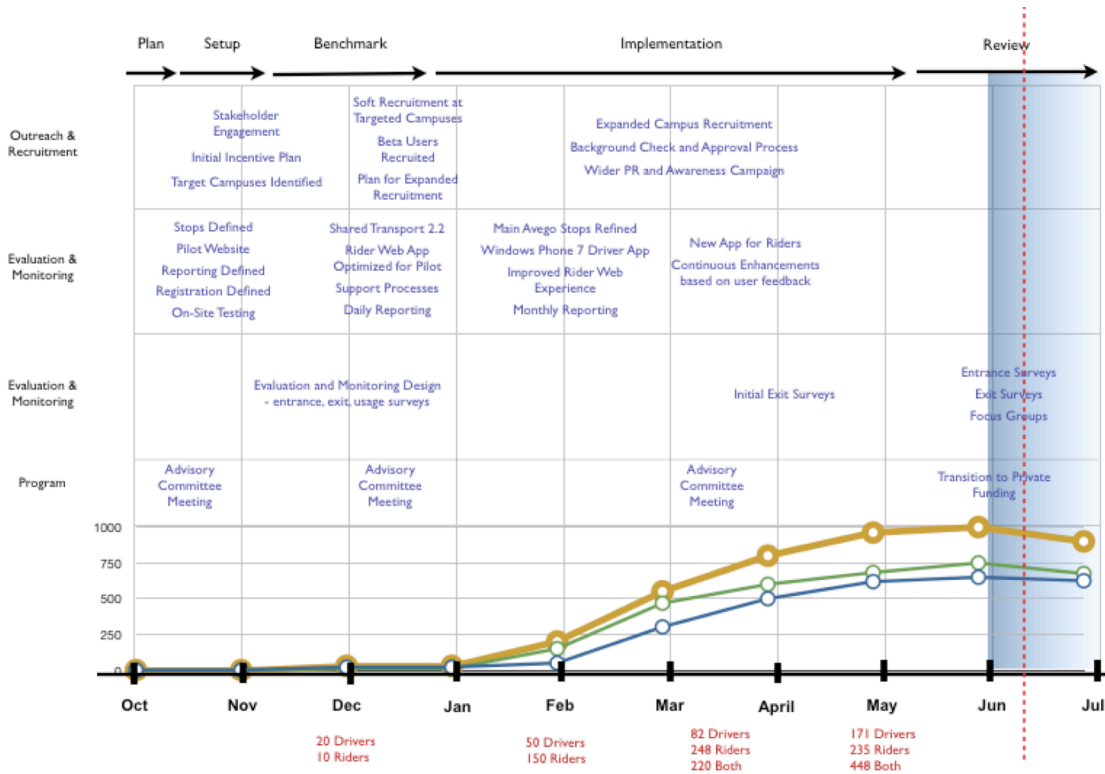 Plan
Setup
Benchmark
Implementation
Review
Outreach &
Recruitment
Stakeholder
Engagement
Initial Incentive Plan
Target Campuses Identified
Soft Recruitment at
Targeted Campuses
Beta Users
Recruited
Plan for Expanded
Recruitment
Expanded Campus Recruitment
Background Check and Approval Process
Wider PR and Awareness Campaign
Evaluation &
Monitoring
Stops Defined
Pilot Website
Reporting Defined
Registration Defined
On-Site Testing
Shared Transport 2.2
Rider Web App
Optimized for Pilot
Support Processes
Daily Reporting
Main Avego Stops Refined
Windows Phone 7 Driver App
Improved Rider Web
Experience
Monthly Reporting
New App for Riders
Continuous Enhancements
based on user feedback
Evaluation &
Monitoring
Evaluation and Monitoring Design
- entrance, exit, usage surveys
Initial Exit Surveys
Entrance Surveys
Exit Surveys
Focus Groups
Program
Advisory
Committee
Meeting
Advisory
Committee
Meeting
Advisory
Committee
Meeting
Transition to Private
Funding
1000
750
500
250
0
Oct
Nov
Dec
Jan
Feb
Mar
April
May
Jun
Jul
20 Drivers
10 Riders
50 Drivers
150 Riders
82 Drivers
248 Riders
220 Both
171 Drivers
235 Riders
448 Both